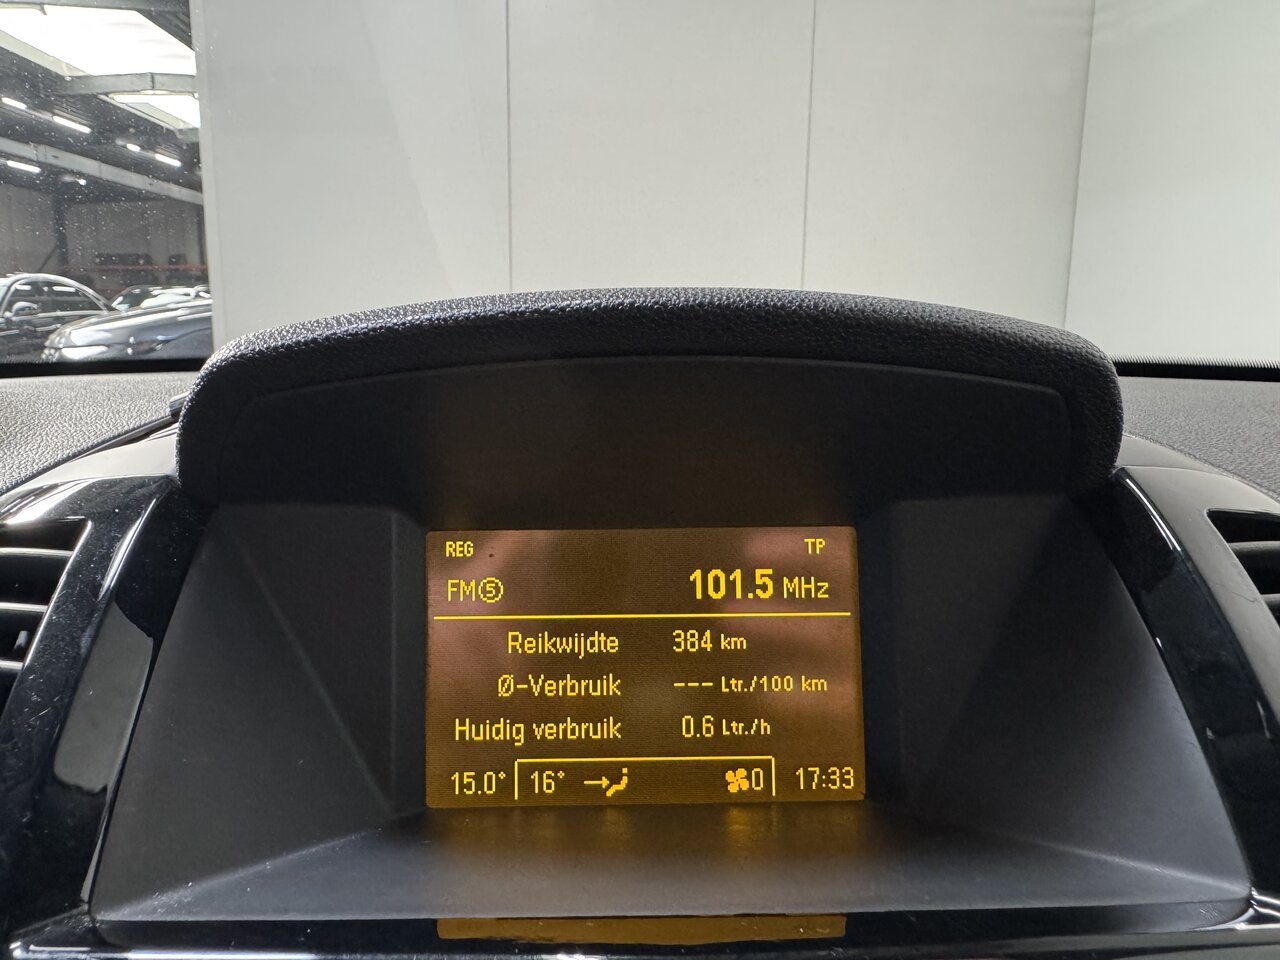 REG TP
FM5 101.5 MHz
Reikwijdte 384 km
Ø-Verbruik --- Ltr./100 km
Huidig verbruik 0.6 Ltr./h
15.0° 16° 0 17:33